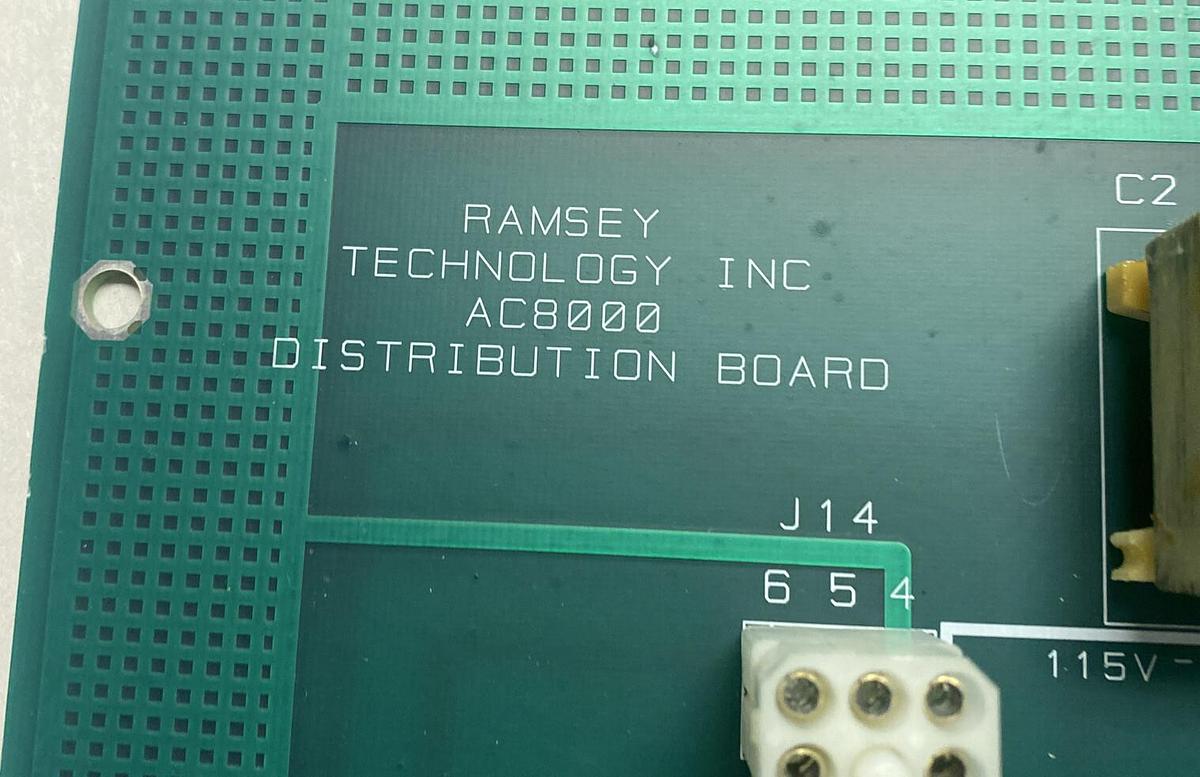 C2
RAMSEY
TECHNOLOGY INC
AC8000
DISTRIBUTION BOARD
J14
6 5 4
115V -